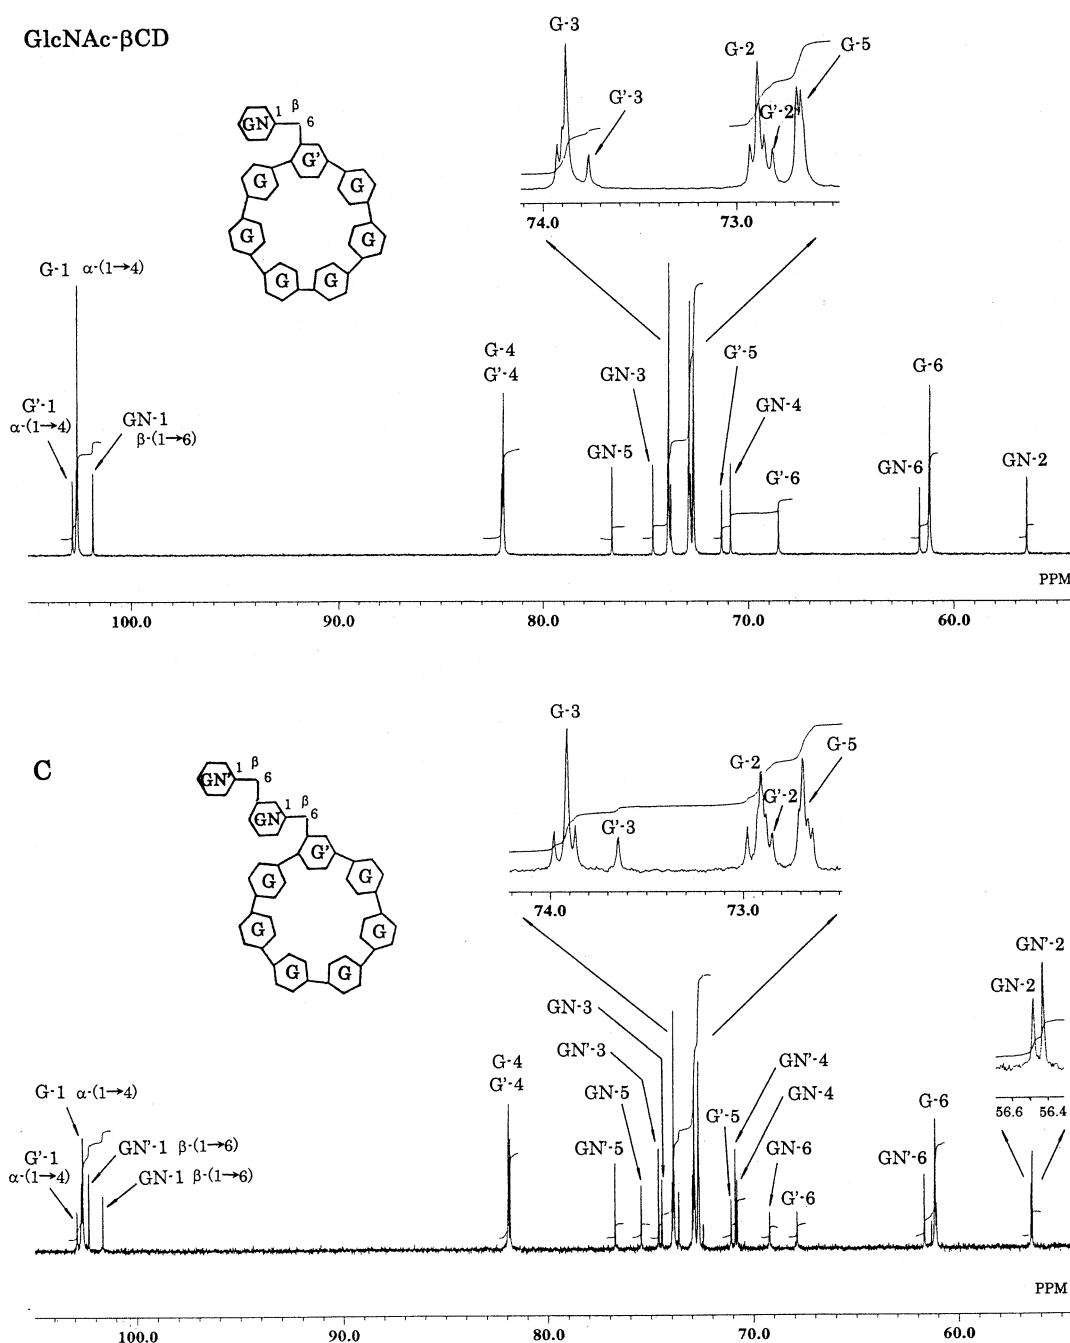 GlcNAc-βCD
GN 1 β 6
G'
G G
G G
G G
G-3
G'-3
G-2
G'-2
G-5
74.0 73.0
G-1 α-(1→4)
G'-1
α-(1→4)
GN-1
β-(1→6)
G-4
G'-4
GN-5
GN-3
G'-5
GN-4
G'-6
G-6
GN-6
GN-2
PPM
100.0 90.0 80.0 70.0 60.0
C
GN' 1 β 6
GN 1 β 6
G'
G G
G G
G G
G-3
G'-3
G-2
G'-2
G-5
74.0 73.0
GN'-2
GN-2
56.6 56.4
G-1 α-(1→4)
G'-1
α-(1→4)
GN'-1 β-(1→6)
GN-1 β-(1→6)
G-4
G'-4
GN-3
GN'-3
GN-5
GN'-5
G'-5
GN'-4
GN-4
GN-6
G'-6
G-6
GN'-6
PPM
100.0 90.0 80.0 70.0 60.0